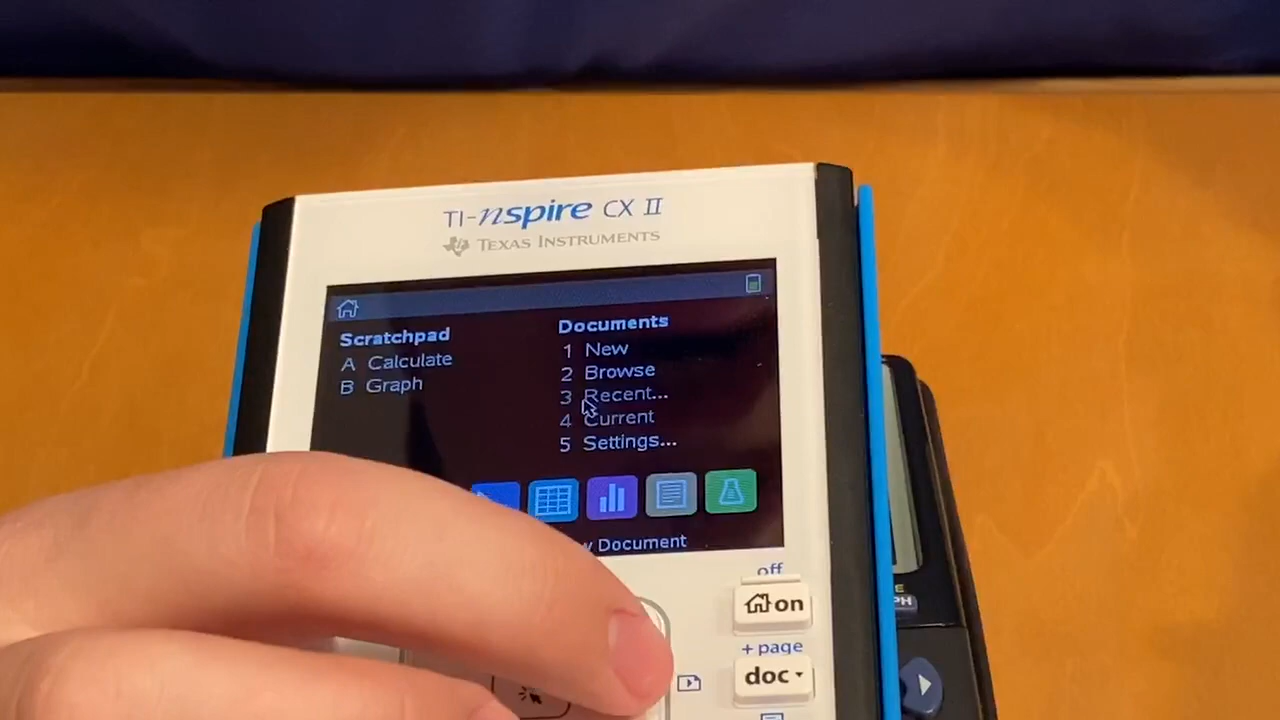 TI-nspire CX II
TEXAS INSTRUMENTS
Scratchpad
A Calculate
B Graph
Documents
1 New
2 Browse
3 Recent...
4 Current
5 Settings...
Document
off
on
+ page
doc